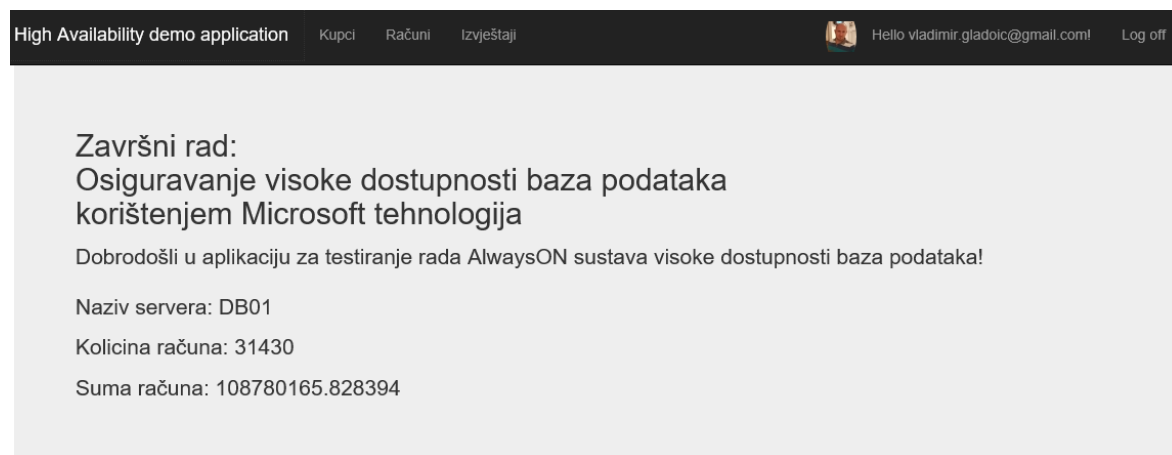 High Availability demo application Kupci Računi Izvještaji Hello vladimir.gladoic@gmail.com! Log off
Završni rad:
Osiguravanje visoke dostupnosti baza podataka
korištenjem Microsoft tehnologija
Dobrodošli u aplikaciju za testiranje rada AlwaysON sustava visoke dostupnosti baza podataka!
Naziv servera: DB01
Kolicina računa: 31430
Suma računa: 108780165.828394